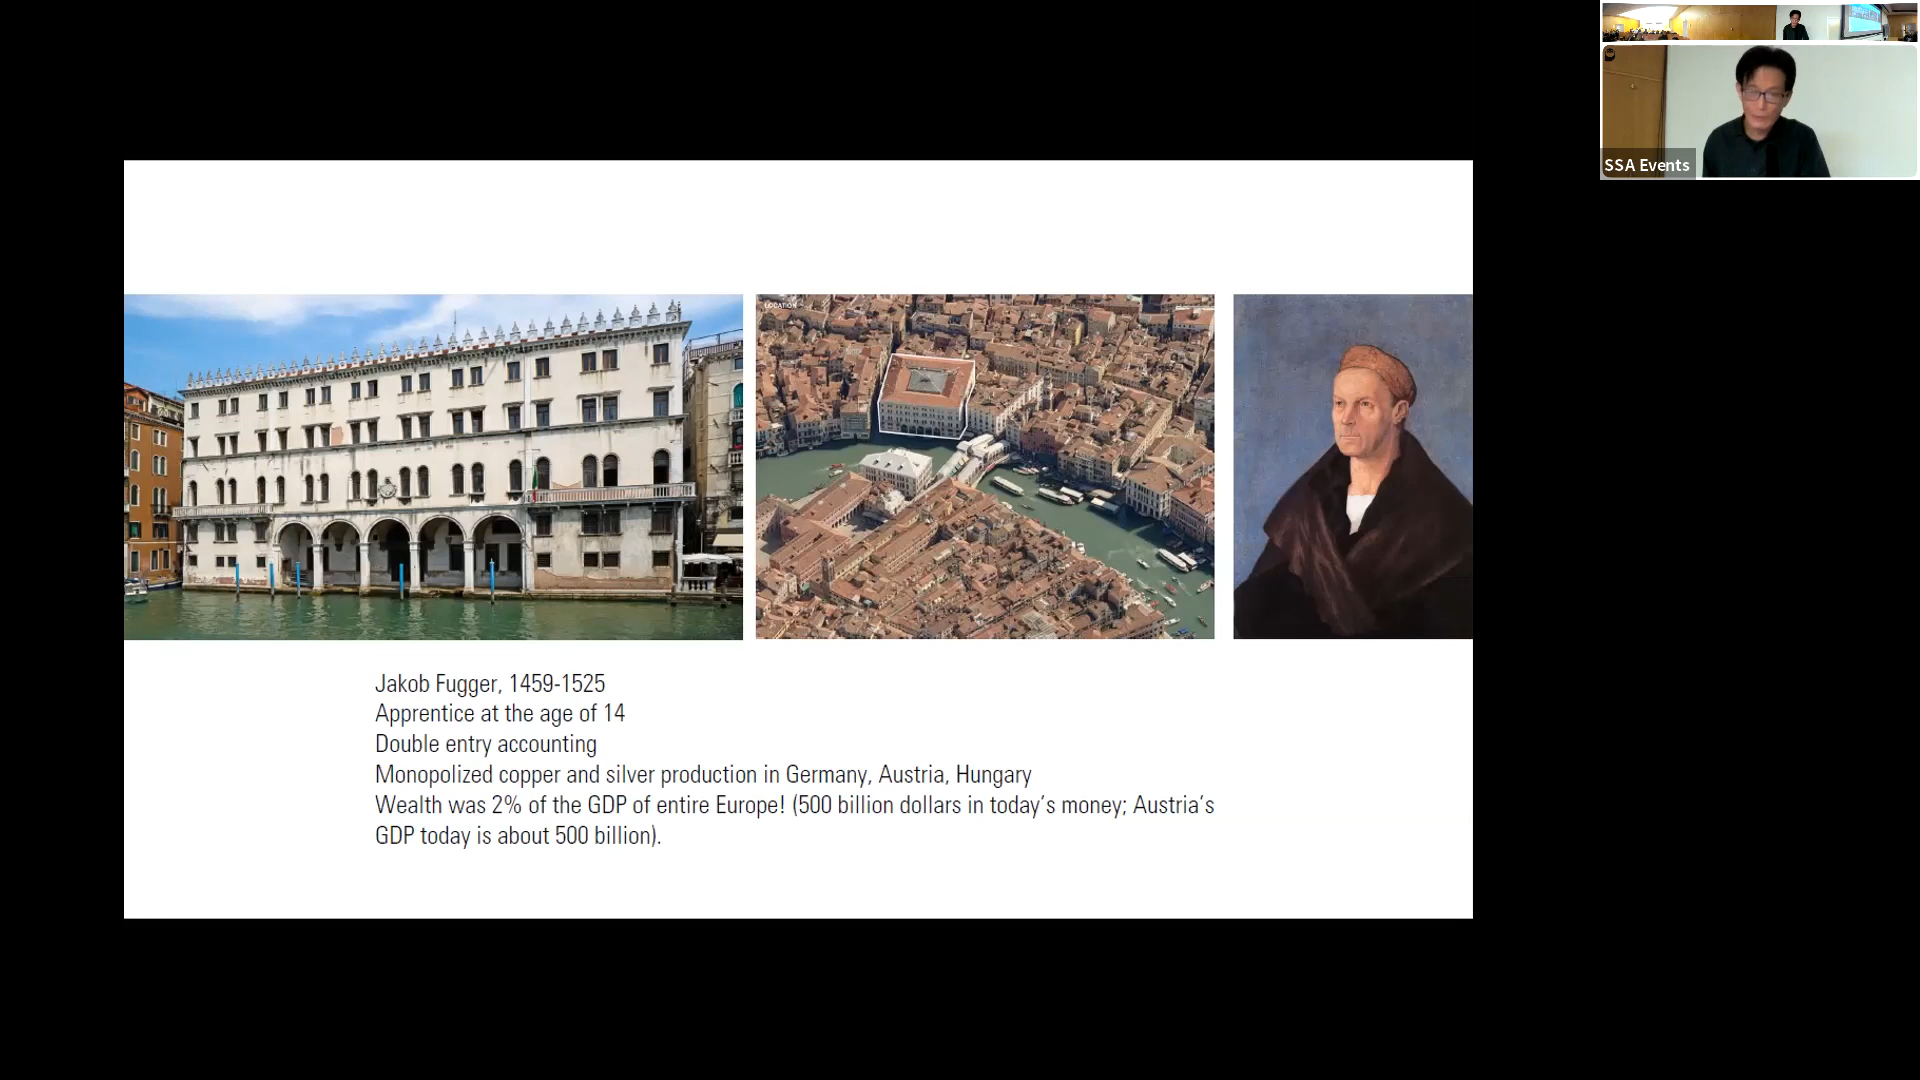 SSA Events
LOCATION
Jakob Fugger, 1459-1525
Apprentice at the age of 14
Double entry accounting
Monopolized copper and silver production in Germany, Austria, Hungary
Wealth was 2% of the GDP of entire Europe! (500 billion dollars in today's money; Austria's
GDP today is about 500 billion).